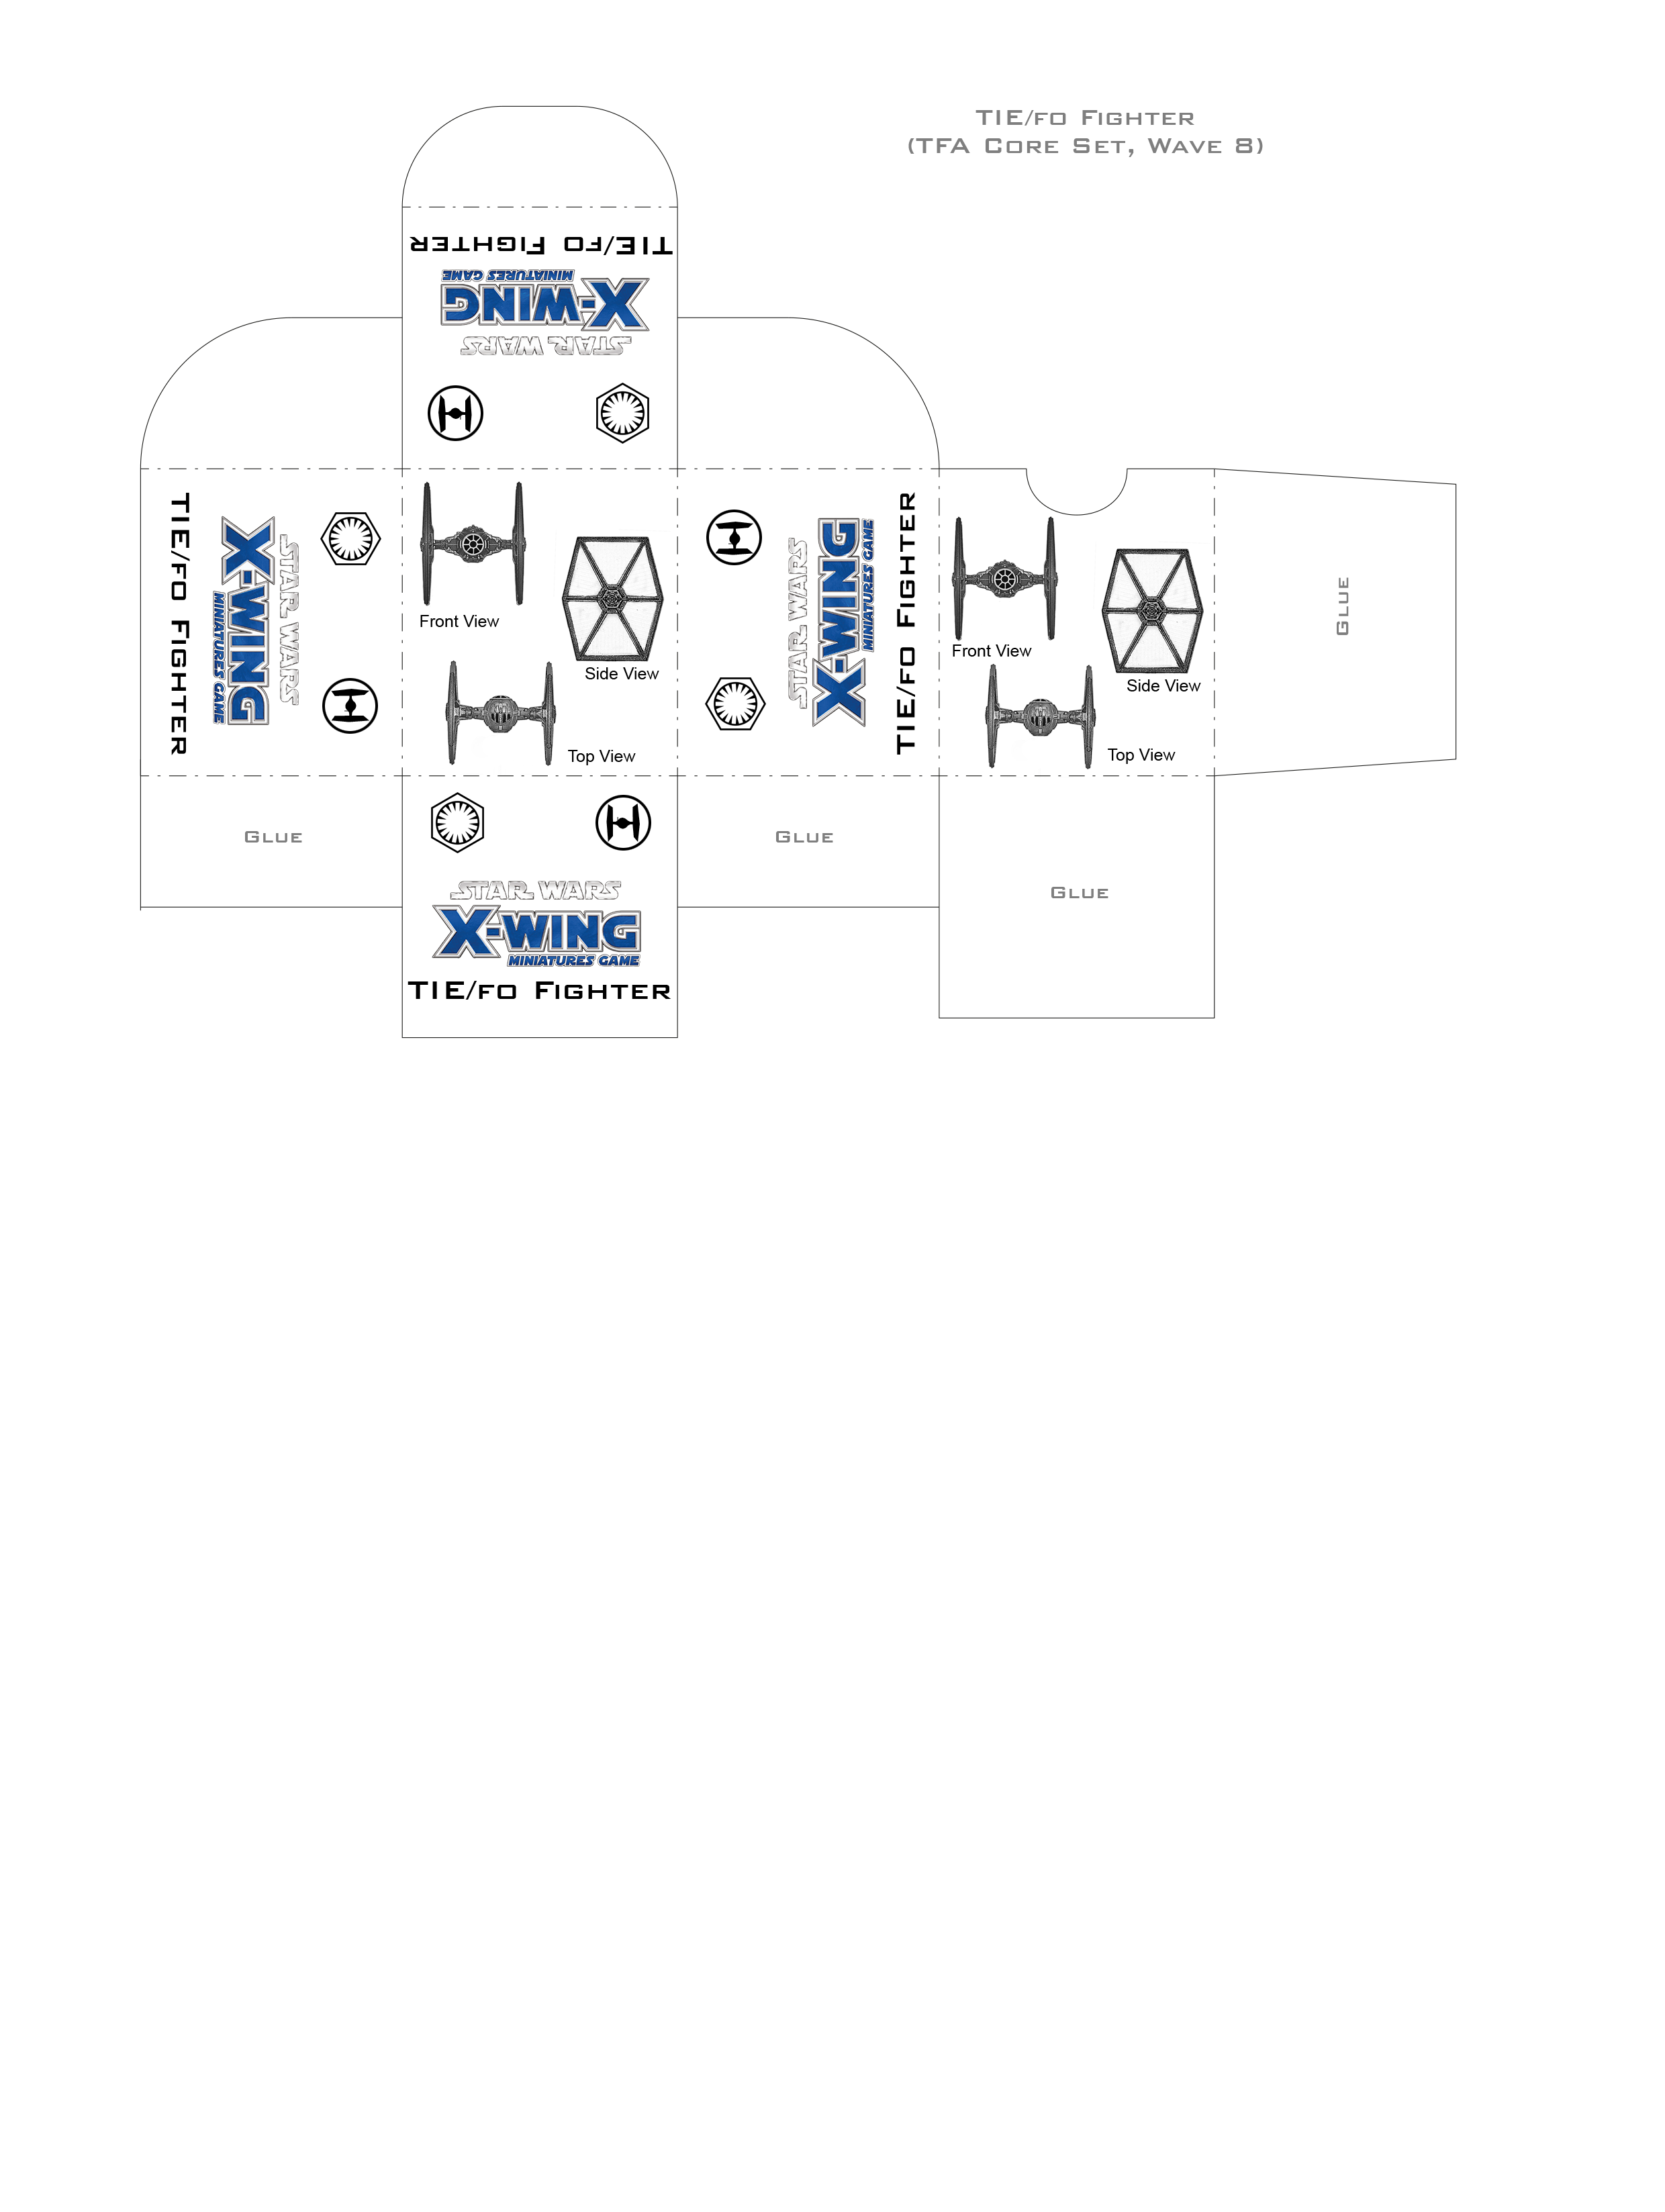 TIE/fo Fighter
(TFA Core Set, Wave 8)
TIE/fo Fighter
STAR WARS
X-WING
MINIATURES GAME
TIE/fo Fighter
STAR WARS
X-WING
MINIATURES GAME
Front View
Side View
Top View
STAR WARS
X-WING
MINIATURES GAME
TIE/fo Fighter
Front View
Side View
Top View
Glue
Glue
Glue
Glue
STAR WARS
X-WING
MINIATURES GAME
TIE/fo Fighter